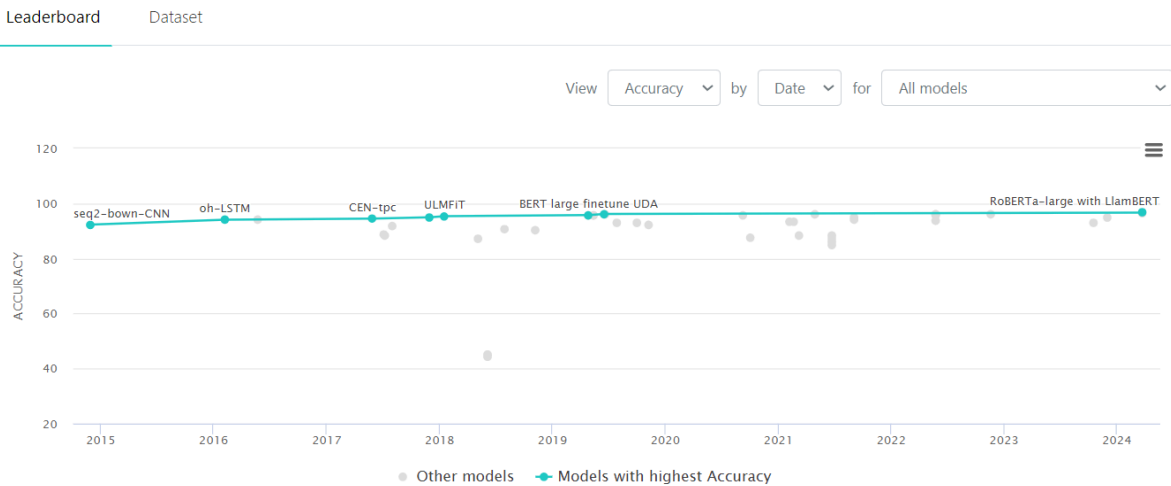 Leaderboard Dataset
View Accuracy by Date for All models
120
100
80
60
40
20
ACCURACY
seq2-bown-CNN
oh-LSTM
CEN-tpc
ULMFiT
BERT large finetune UDA
RoBERTa-large with LlamBERT
2015 2016 2017 2018 2019 2020 2021 2022 2023 2024
Other models Models with highest Accuracy